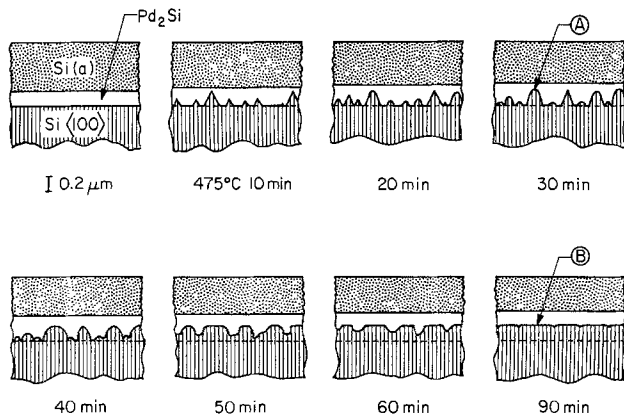 Pd₂Si
Si(a)
Si ⟨100⟩
I 0.2 μm
475°C 10 min
20 min
30 min
Ⓐ
40 min
50 min
60 min
90 min
Ⓑ